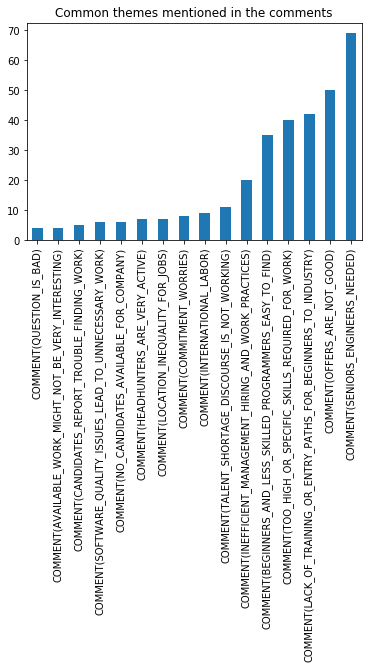 Common themes mentioned in the comments
70
60
50
40
30
20
10
0
COMMENT(QUESTION_IS_BAD)
COMMENT(AVAILABLE_WORK_MIGHT_NOT_BE_VERY_INTERESTING)
COMMENT(CANDIDATES_REPORT_TROUBLE_FINDING_WORK)
COMMENT(SOFTWARE_QUALITY_ISSUES_LEAD_TO_UNNECESSARY_WORK)
COMMENT(NO_CANDIDATES_AVAILABLE_FOR_COMPANY)
COMMENT(HEADHUNTERS_ARE_VERY_ACTIVE)
COMMENT(LOCATION_INEQUALITY_FOR_JOBS)
COMMENT(COMMITMENT_WORRIES)
COMMENT(INTERNATIONAL_LABOR)
COMMENT(TALENT_SHORTAGE_DISCOURSE_IS_NOT_WORKING)
COMMENT(INEFFICIENT_MANAGEMENT_HIRING_AND_WORK_PRACTICES)
COMMENT(BEGINNERS_AND_LESS_SKILLED_PROGRAMMERS_EASY_TO_FIND)
COMMENT(TOO_HIGH_OR_SPECIFIC_SKILLS_REQUIRED_FOR_WORK)
COMMENT(LACK_OF_TRAINING_OR_ENTRY_PATHS_FOR_BEGINNERS_TO_INDUSTRY)
COMMENT(OFFERS_ARE_NOT_GOOD)
COMMENT(SENIORS_ENGINEERS_NEEDED)